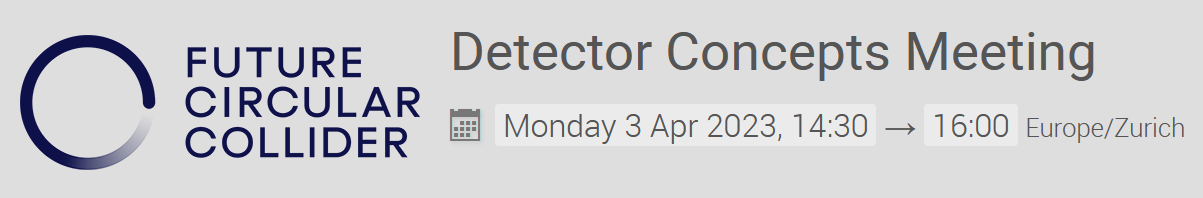 FUTURE
CIRCULAR
COLLIDER
Detector Concepts Meeting
Monday 3 Apr 2023, 14:30 → 16:00 Europe/Zurich